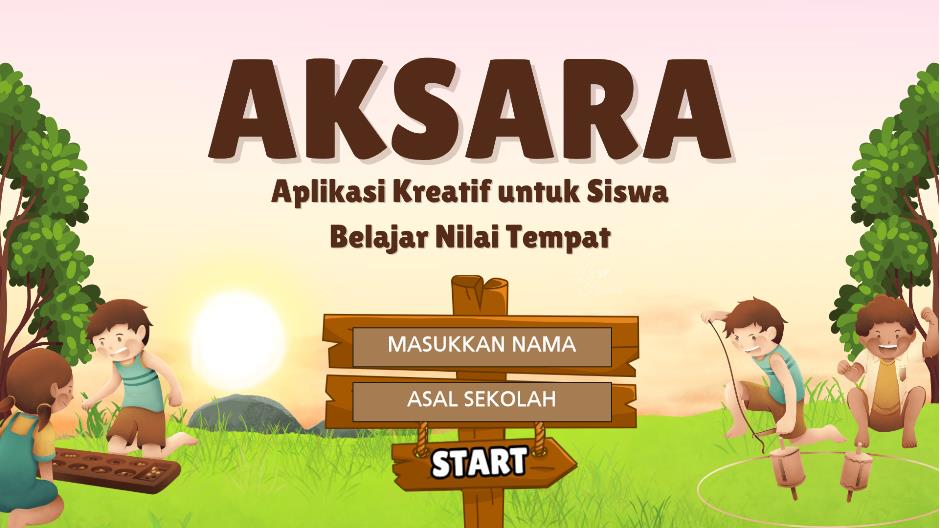 AKSARA
Aplikasi Kreatif untuk Siswa
Belajar Nilai Tempat
MASUKKAN NAMA
ASAL SEKOLAH
START